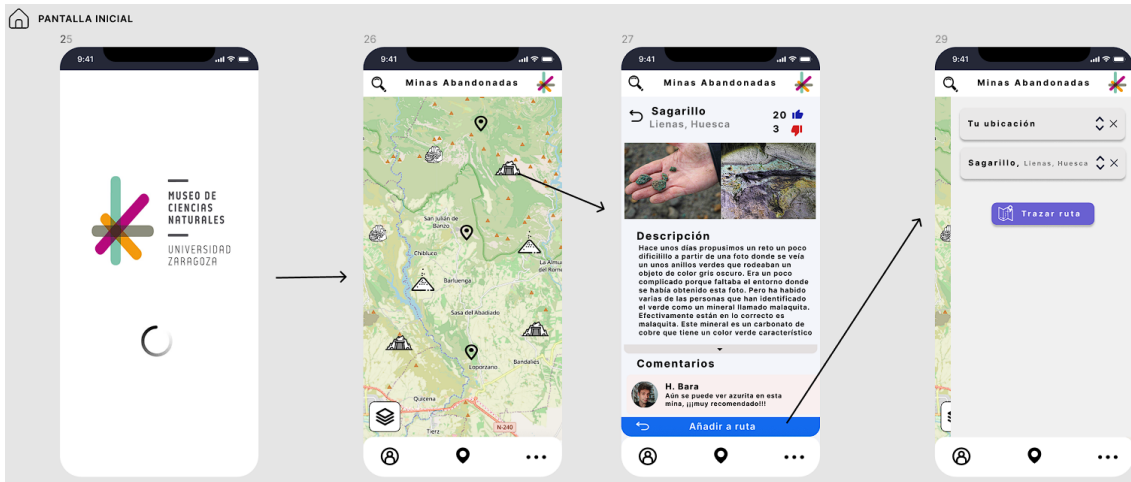 PANTALLA INICIAL
25
9:41
MUSEO DE
CIENCIAS
NATURALES
UNIVERSIDAD
ZARAGOZA
26
9:41
Minas Abandonadas
San Julián de
Banzo
Chibluco
La Almu
del Rome
Barluenga
Sasa del Abadiado
Loporzano
Bandaliés
Quicena
N-240
Tierz
27
9:41
Minas Abandonadas
Sagarillo
Lienas, Huesca
20
3
Descripción
Hace unos días propusimos un reto un poco
dificilillo a partir de una foto donde se veía
un unos anillos verdes que rodeaban un
objeto de color gris oscuro. Era un poco
complicado porque faltaba el entorno donde
se había obtenido esta foto. Pero ha habido
varias de las personas que han identificado
el verde como un mineral llamado malaquita.
Efectivamente están en lo correcto es
malaquita. Este mineral es un carbonato de
cobre que tiene un color verde característico
Comentarios
H. Bara
Aún se puede ver azurita en esta
mina, ¡¡¡muy recomendado!!!
Añadir a ruta
29
9:41
Minas Abandonadas
Tu ubicación
Sagarillo, Lienas, Huesca
Trazar ruta